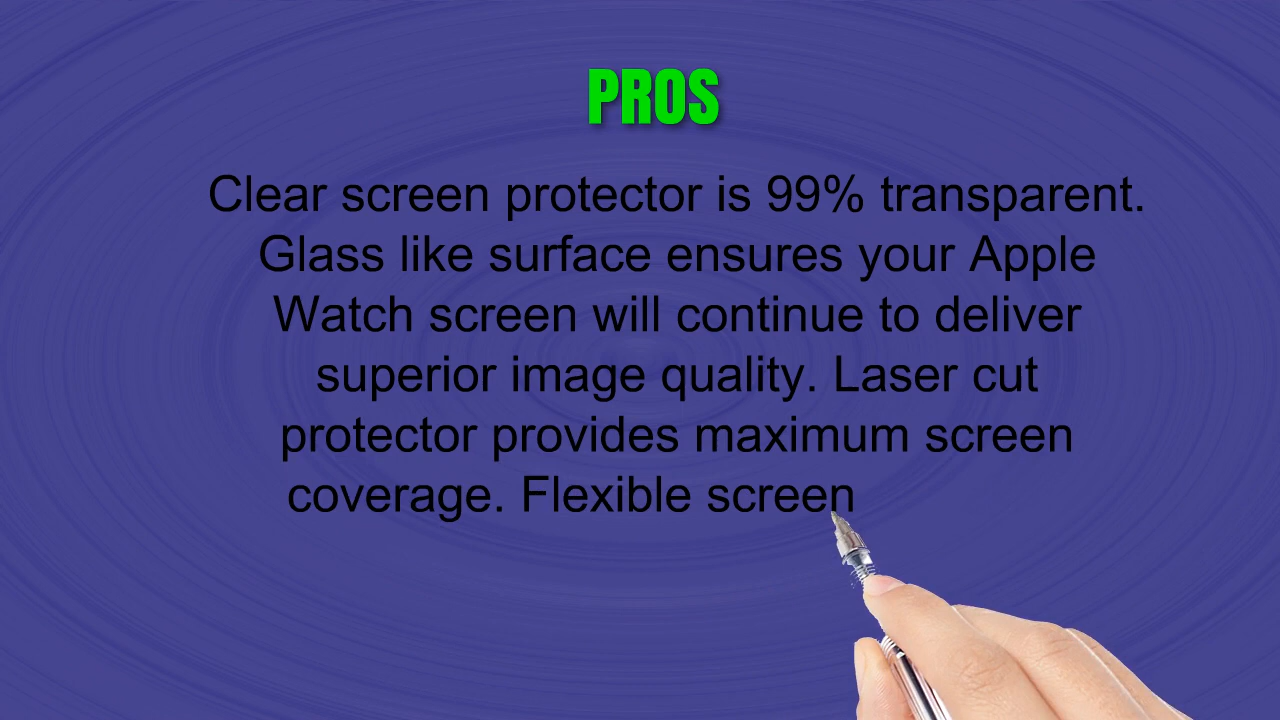 PROS
Clear screen protector is 99% transparent.
Glass like surface ensures your Apple
Watch screen will continue to deliver
superior image quality. Laser cut
protector provides maximum screen
coverage. Flexible screen